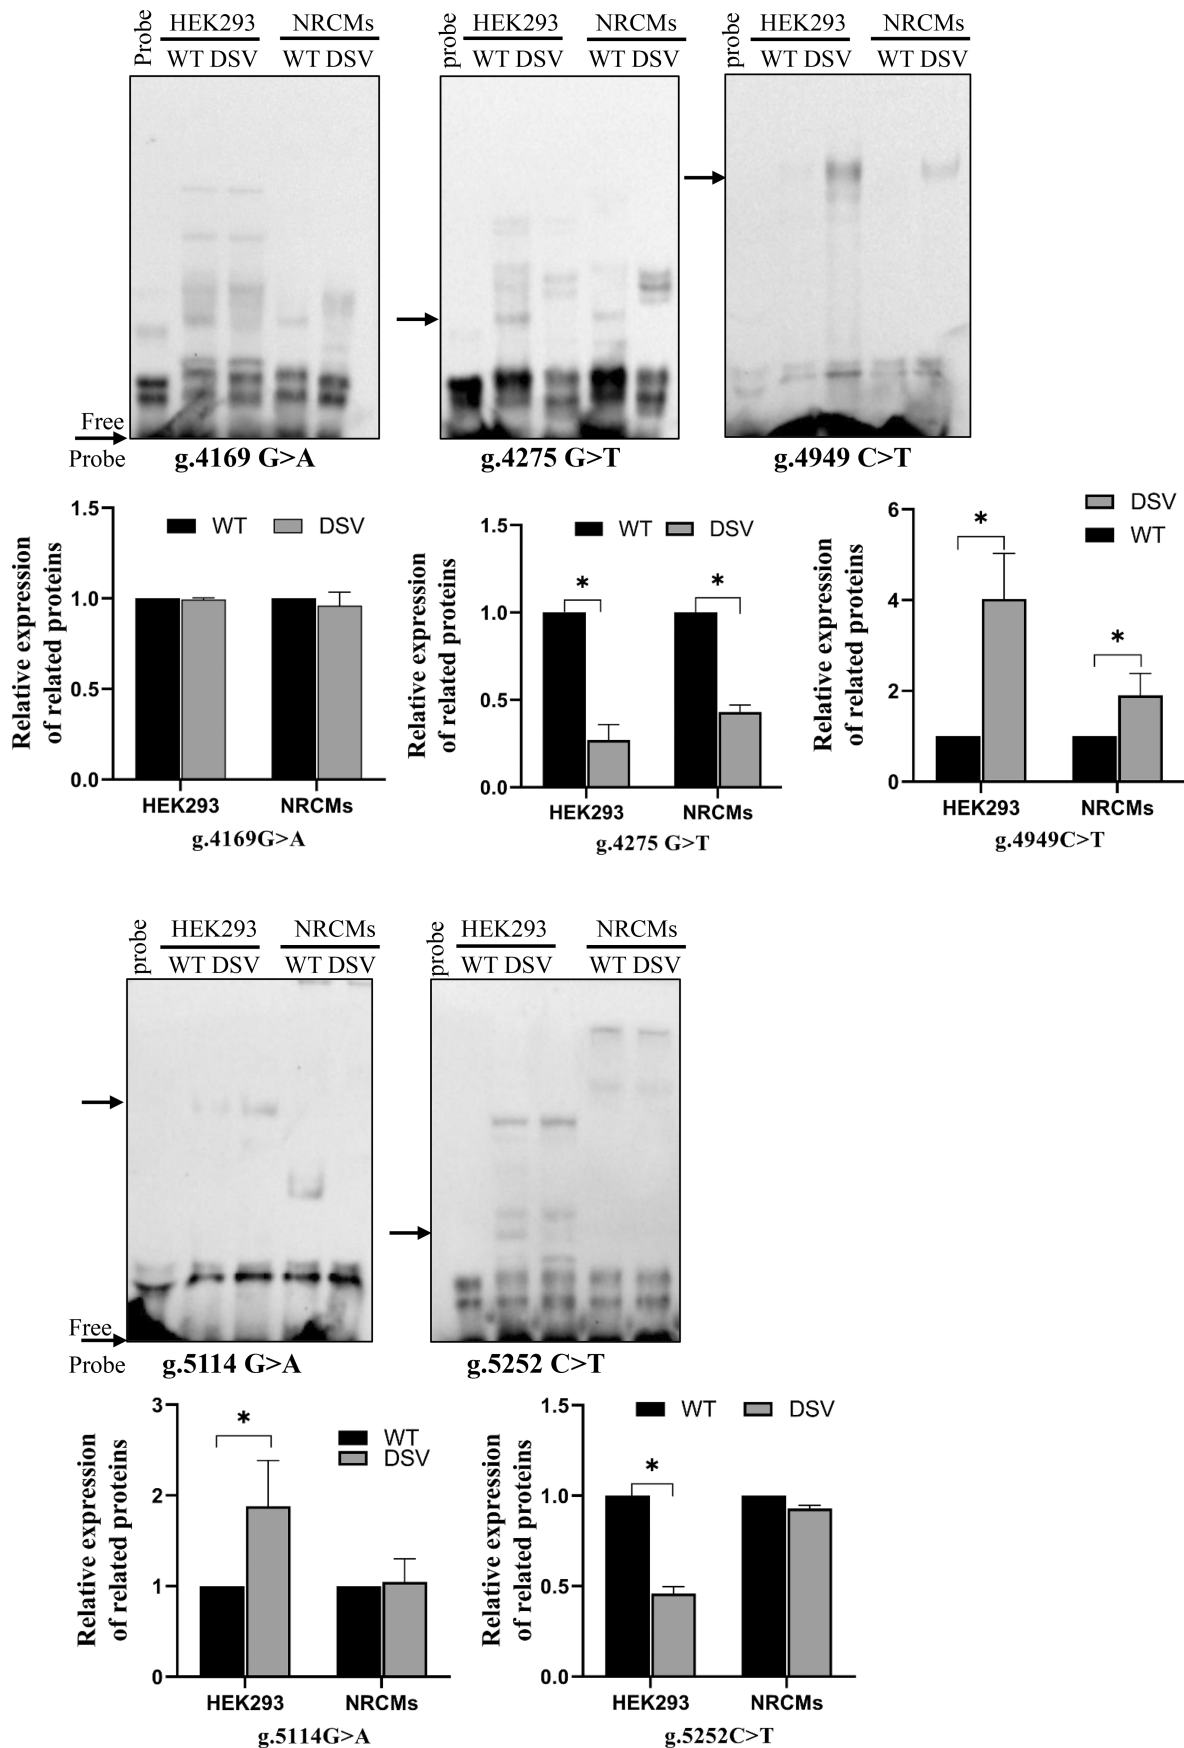 Probe HEK293 NRCMs
WT DSV WT DSV
probe HEK293 NRCMs
WT DSV WT DSV
probe HEK293 NRCMs
WT DSV WT DSV
Free
Probe
g.4169 G>A
g.4275 G>T
g.4949 C>T
Relative expression
of related proteins
1.5
1.0
0.5
0.0
WT DSV
HEK293 NRCMs
g.4169G>A
Relative expression
of related proteins
1.5
1.0
0.5
0.0
WT DSV
*
*
HEK293 NRCMs
g.4275 G>T
Relative expression
of related proteins
6
4
2
0
DSV
WT
*
*
HEK293 NRCMs
g.4949C>T
probe HEK293 NRCMs
WT DSV WT DSV
probe HEK293 NRCMs
WT DSV WT DSV
Free
Probe
g.5114 G>A
g.5252 C>T
Relative expression
of related proteins
3
2
1
0
*
WT
DSV
HEK293 NRCMs
g.5114G>A
Relative expression
of related proteins
1.5
1.0
0.5
0.0
WT DSV
*
HEK293 NRCMs
g.5252C>T